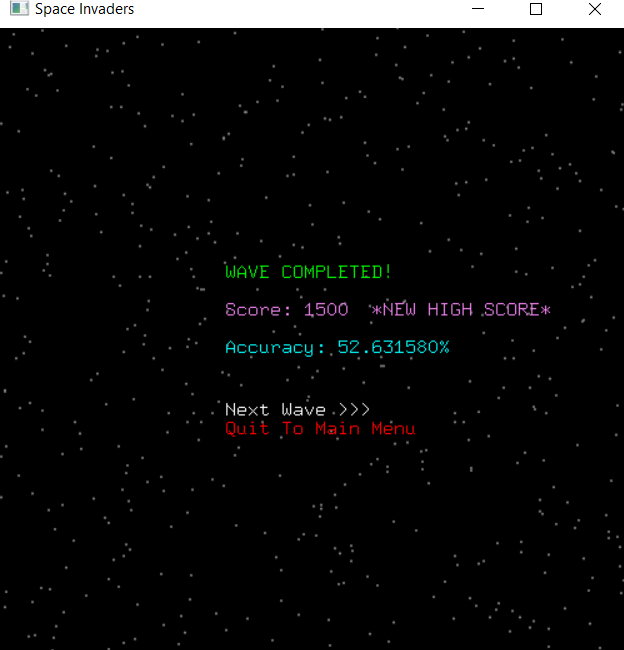 Space Invaders
WAVE COMPLETED!
Score: 1500 *NEW HIGH SCORE*
Accuracy: 52.631580%
Next Wave >>>
Quit To Main Menu